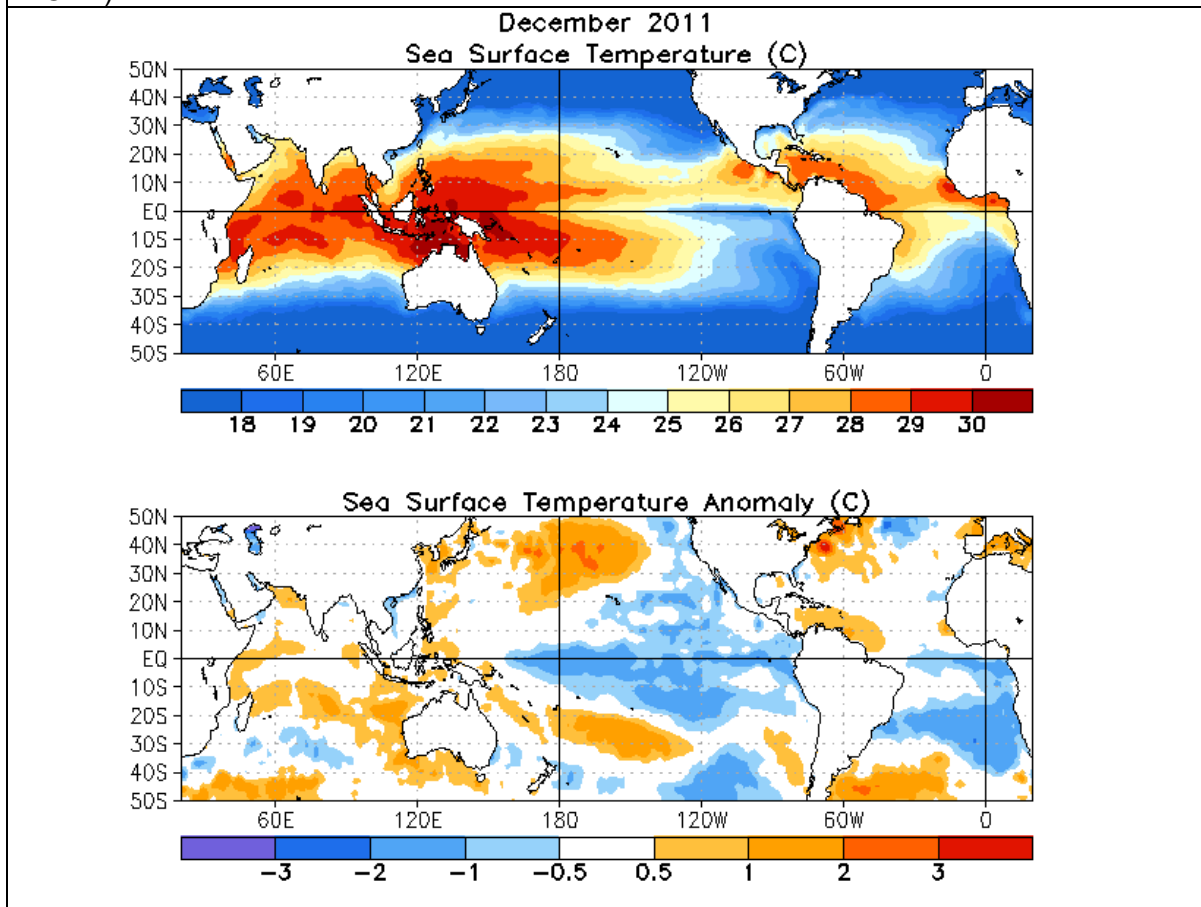 December 2011
Sea Surface Temperature (C)
50N
40N
30N
20N
10N
EQ
10S
20S
30S
40S
50S
60E 120E 180 120W 60W 0
18 19 20 21 22 23 24 25 26 27 28 29 30
Sea Surface Temperature Anomaly (C)
50N
40N
30N
20N
10N
EQ
10S
20S
30S
40S
50S
60E 120E 180 120W 60W 0
-3 -2 -1 -0.5 0.5 1 2 3